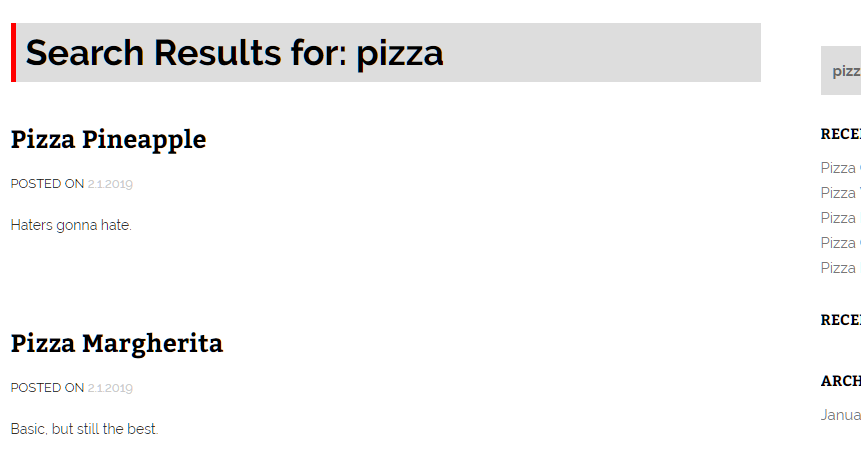 Search Results for: pizza
Pizza Pineapple
POSTED ON 2.1.2019
Haters gonna hate.
Pizza Margherita
POSTED ON 2.1.2019
Basic, but still the best.
pizz
RECE
Pizza
Pizza
Pizza
Pizza
Pizza
RECE
ARCH
Janua